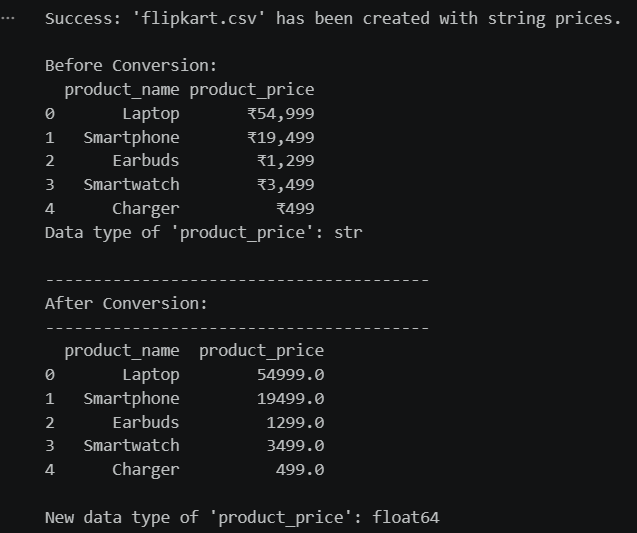 Success: 'flipkart.csv' has been created with string prices.
Before Conversion:
product_name product_price
0 Laptop ₹54,999
1 Smartphone ₹19,499
2 Earbuds ₹1,299
3 Smartwatch ₹3,499
4 Charger ₹499
Data type of 'product_price': str
----------------------------------------
After Conversion:
----------------------------------------
product_name product_price
0 Laptop 54999.0
1 Smartphone 19499.0
2 Earbuds 1299.0
3 Smartwatch 3499.0
4 Charger 499.0
New data type of 'product_price': float64